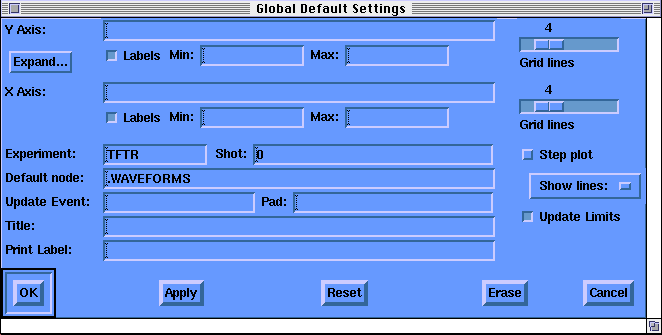 Global Default Settings
Y Axis: 4
Expand... Labels Min: Max: Grid lines
X Axis: 4
Labels Min: Max: Grid lines
Experiment: TFTR Shot: 0 Step plot
Default node: .WAVEFORMS Show lines:
Update Event: Pad: Update Limits
Title:
Print Label:
OK Apply Reset Erase Cancel